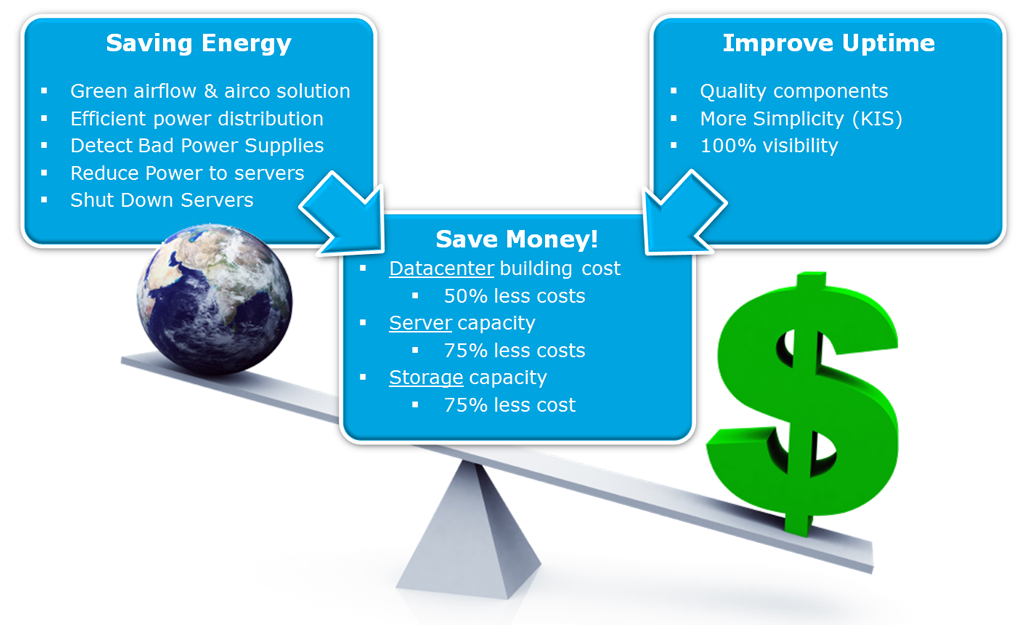 Saving Energy
▪ Green airflow & airco solution
▪ Efficient power distribution
▪ Detect Bad Power Supplies
▪ Reduce Power to servers
▪ Shut Down Servers
Improve Uptime
▪ Quality components
▪ More Simplicity (KIS)
▪ 100% visibility
Save Money!
▪ Datacenter building cost
▪ 50% less costs
▪ Server capacity
▪ 75% less costs
▪ Storage capacity
▪ 75% less cost
$